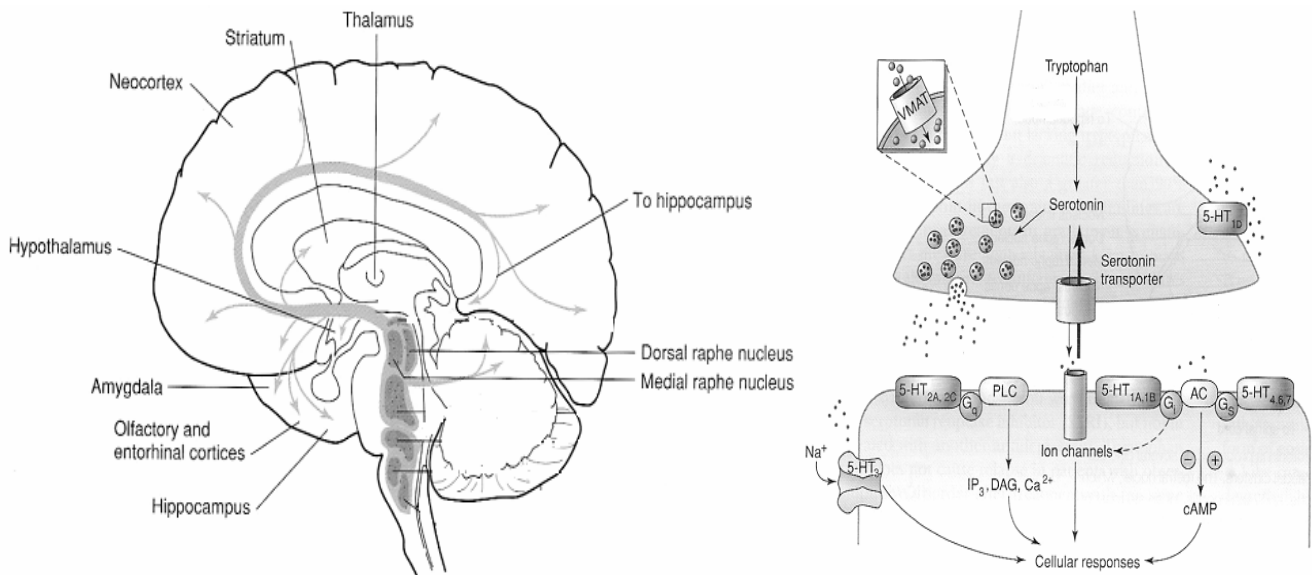 Thalamus
Striatum
Neocortex
To hippocampus
Hypothalamus
Dorsal raphe nucleus
Medial raphe nucleus
Amygdala
Olfactory and
entorhinal cortices
Hippocampus
Tryptophan
VMAT
Serotonin
5-HT1D
Serotonin
transporter
5-HT2A, 2C
Gq
PLC
5-HT1A,1B
Gi
AC
Gs
5-HT4,6,7
Na+
5-HT3
Ion channels
− +
IP3, DAG, Ca2+
cAMP
Cellular responses